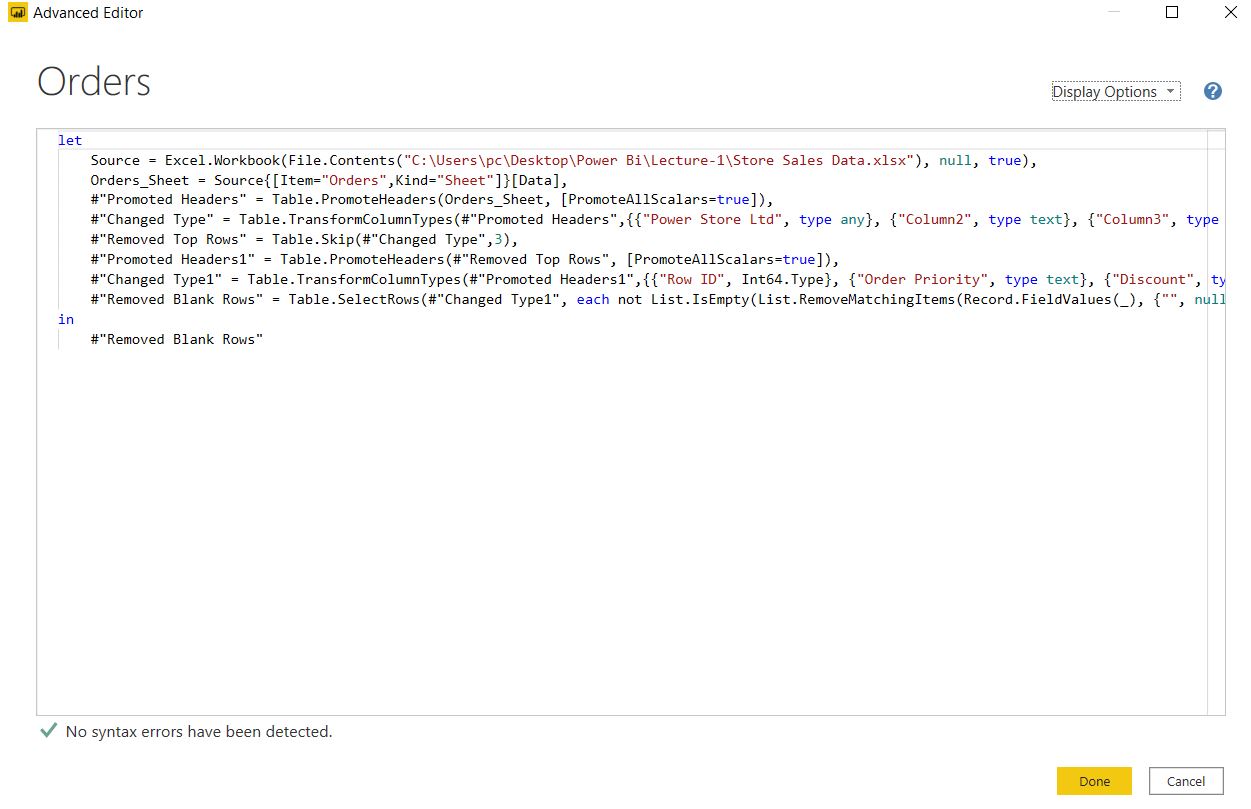 Advanced Editor
Orders
Display Options
?
let
Source = Excel.Workbook(File.Contents("C:\Users\pc\Desktop\Power Bi\Lecture-1\Store Sales Data.xlsx"), null, true),
Orders_Sheet = Source{[Item="Orders",Kind="Sheet"]}[Data],
#"Promoted Headers" = Table.PromoteHeaders(Orders_Sheet, [PromoteAllScalars=true]),
#"Changed Type" = Table.TransformColumnTypes(#"Promoted Headers",{{"Power Store Ltd", type any}, {"Column2", type text}, {"Column3", type
#"Removed Top Rows" = Table.Skip(#"Changed Type",3),
#"Promoted Headers1" = Table.PromoteHeaders(#"Removed Top Rows", [PromoteAllScalars=true]),
#"Changed Type1" = Table.TransformColumnTypes(#"Promoted Headers1",{{"Row ID", Int64.Type}, {"Order Priority", type text}, {"Discount", ty
#"Removed Blank Rows" = Table.SelectRows(#"Changed Type1", each not List.IsEmpty(List.RemoveMatchingItems(Record.FieldValues(_), {"", null
in
#"Removed Blank Rows"
No syntax errors have been detected.
Done
Cancel